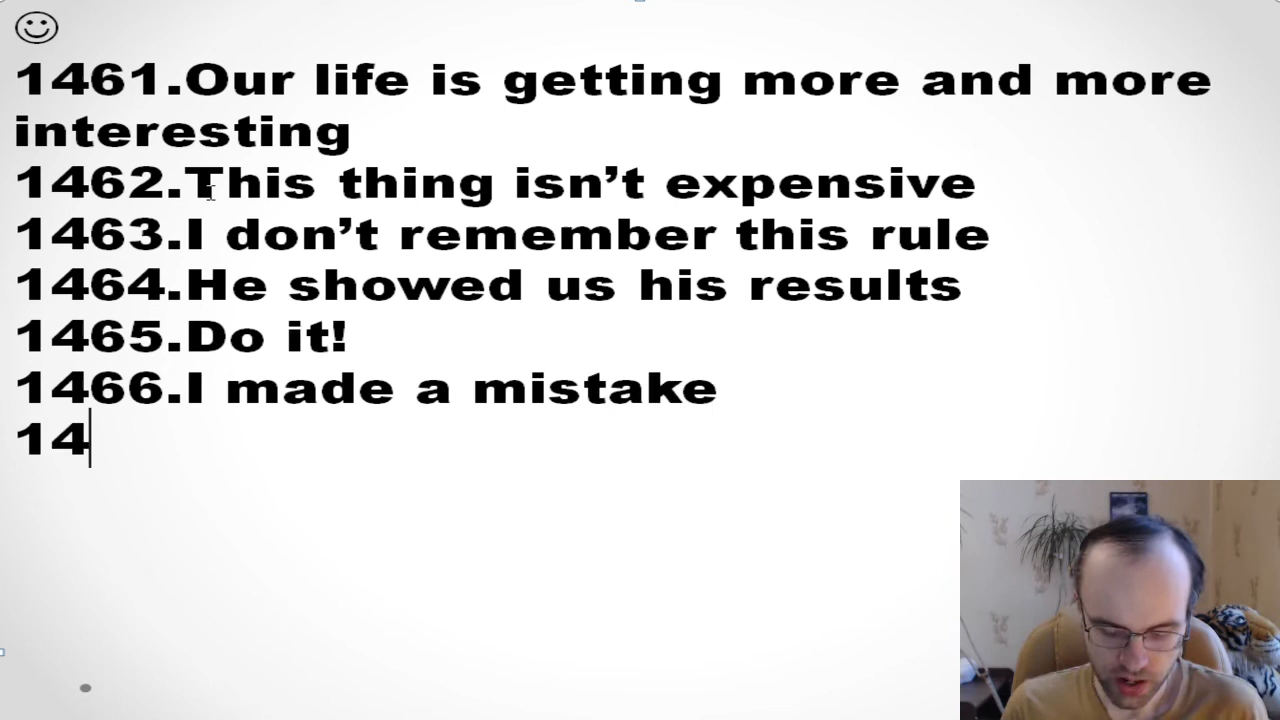 1461.Our life is getting more and more
interesting
1462.This thing isn’t expensive
1463.I don’t remember this rule
1464.He showed us his results
1465.Do it!
1466.I made a mistake
14